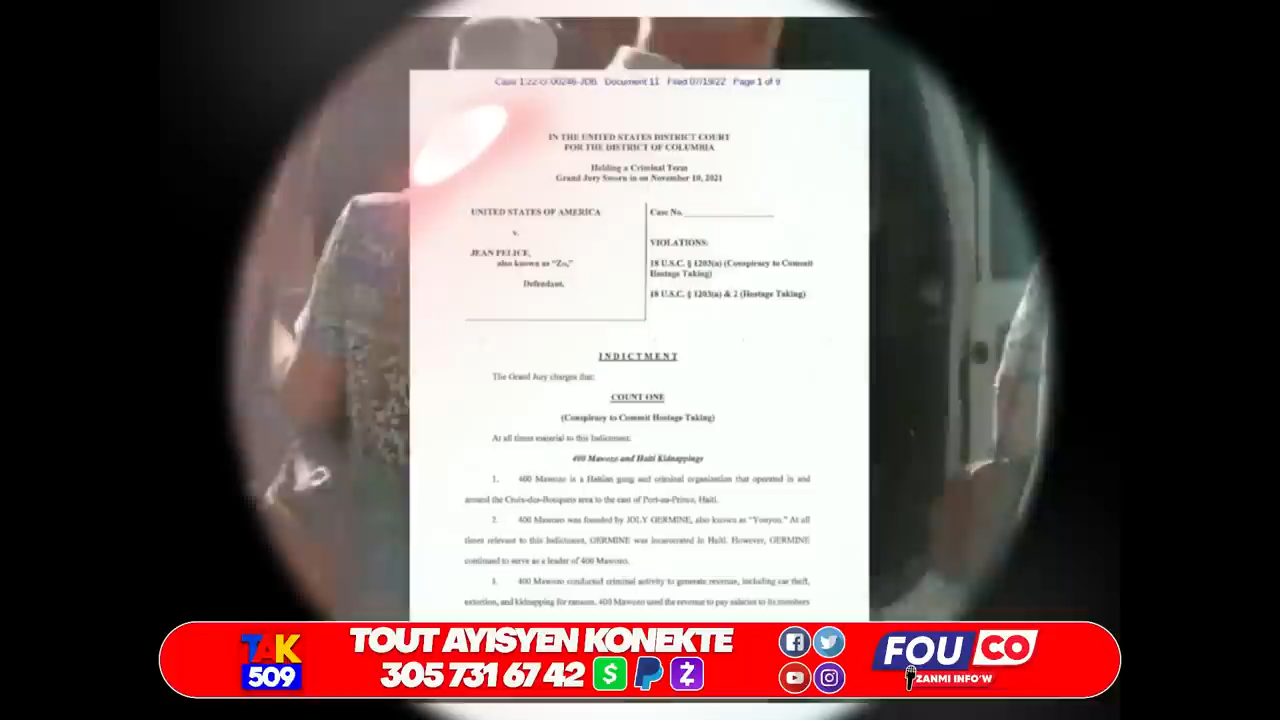 Case 1:22-cr-00246-JDB Document 11 Filed 07/19/22 Page 1 of 9
IN THE UNITED STATES DISTRICT COURT
FOR THE DISTRICT OF COLUMBIA
Holding a Criminal Term
Grand Jury Sworn in on November 10, 2021
UNITED STATES OF AMERICA
v.
JEAN PELICE,
also known as “Zo,”
Defendant.
Case No.
VIOLATIONS:
18 U.S.C. § 1203(a) (Conspiracy to Commit
Hostage Taking)
18 U.S.C. § 1203(a) & 2 (Hostage Taking)
INDICTMENT
The Grand Jury charges that:
COUNT ONE
(Conspiracy to Commit Hostage Taking)
At all times material to this Indictment:
400 Mawozo and Haiti Kidnappings
1. 400 Mawozo is a Haitian gang and criminal organization that operated in and
around the Croix-des-Bouquets area to the east of Port-au-Prince, Haiti.
2. 400 Mawozo was founded by JOLY GERMINE, also known as “Yonyon.” At all
times relevant to this Indictment, GERMINE was incarcerated in Haiti. However, GERMINE
continued to serve as a leader of 400 Mawozo.
3. 400 Mawozo conducted criminal activity to generate revenue, including car theft,
extortion, and kidnapping for ransom. 400 Mawozo used the revenue to pay salaries to its members
TAK
509
TOUT AYISYEN KONEKTE
305 731 67 42
FOUCO
ZANMI INFO'W